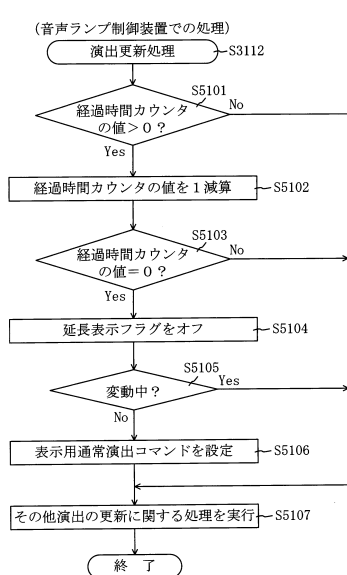 (音声ランプ制御装置での処理)
演出更新処理 S3112
S5101
経過時間カウンタ No
の値>0?
Yes
経過時間カウンタの値を1減算 S5102
S5103
経過時間カウンタ No
の値=0?
Yes
延長表示フラグをオフ S5104
S5105
変動中? Yes
No
表示用通常演出コマンドを設定 S5106
その他演出の更新に関する処理を実行 S5107
終 了